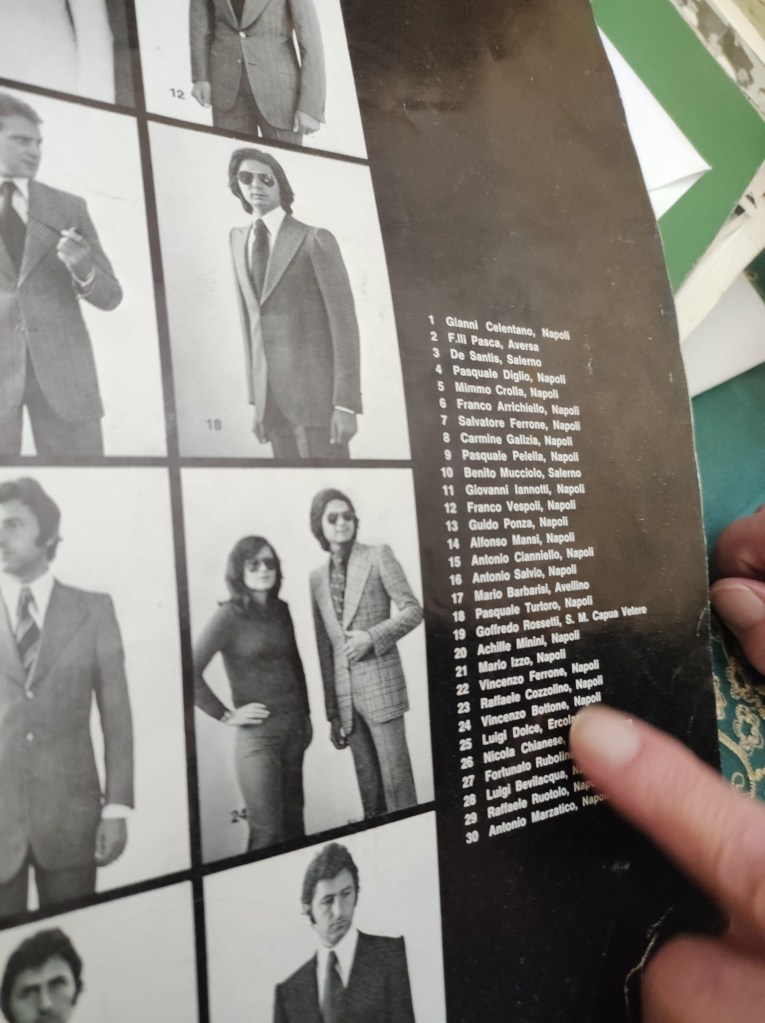 12
18
24
1 Gianni Celentano, Napoli
2 F.lli Pasca, Aversa
3 De Santis, Salerno
4 Pasquale Diglio, Napoli
5 Mimmo Crolla, Napoli
6 Franco Arrichiello, Napoli
7 Salvatore Ferrone, Napoli
8 Carmine Galizia, Napoli
9 Pasquale Pelella, Napoli
10 Benito Mucciolo, Salerno
11 Giovanni Iannotti, Napoli
12 Franco Vespoli, Napoli
13 Guido Ponza, Napoli
14 Alfonso Mansi, Napoli
15 Antonio Cianniello, Napoli
16 Antonio Salvio, Napoli
17 Mario Barbarisi, Avellino
18 Pasquale Turtoro, Napoli
19 Goffredo Rossetti, S. M. Capua Vetere
20 Achille Minini, Napoli
21 Mario Izzo, Napoli
22 Vincenzo Ferrone, Napoli
23 Raffaele Cozzolino, Napoli
24 Vincenzo Bottone, Napoli
25 Luigi Dolce,
26 Nicola Chianese,
27 Fortunato
28 Luigi Bevilacqua,
29 Raffaele Ruotolo,
30 Antonio Marzatico,